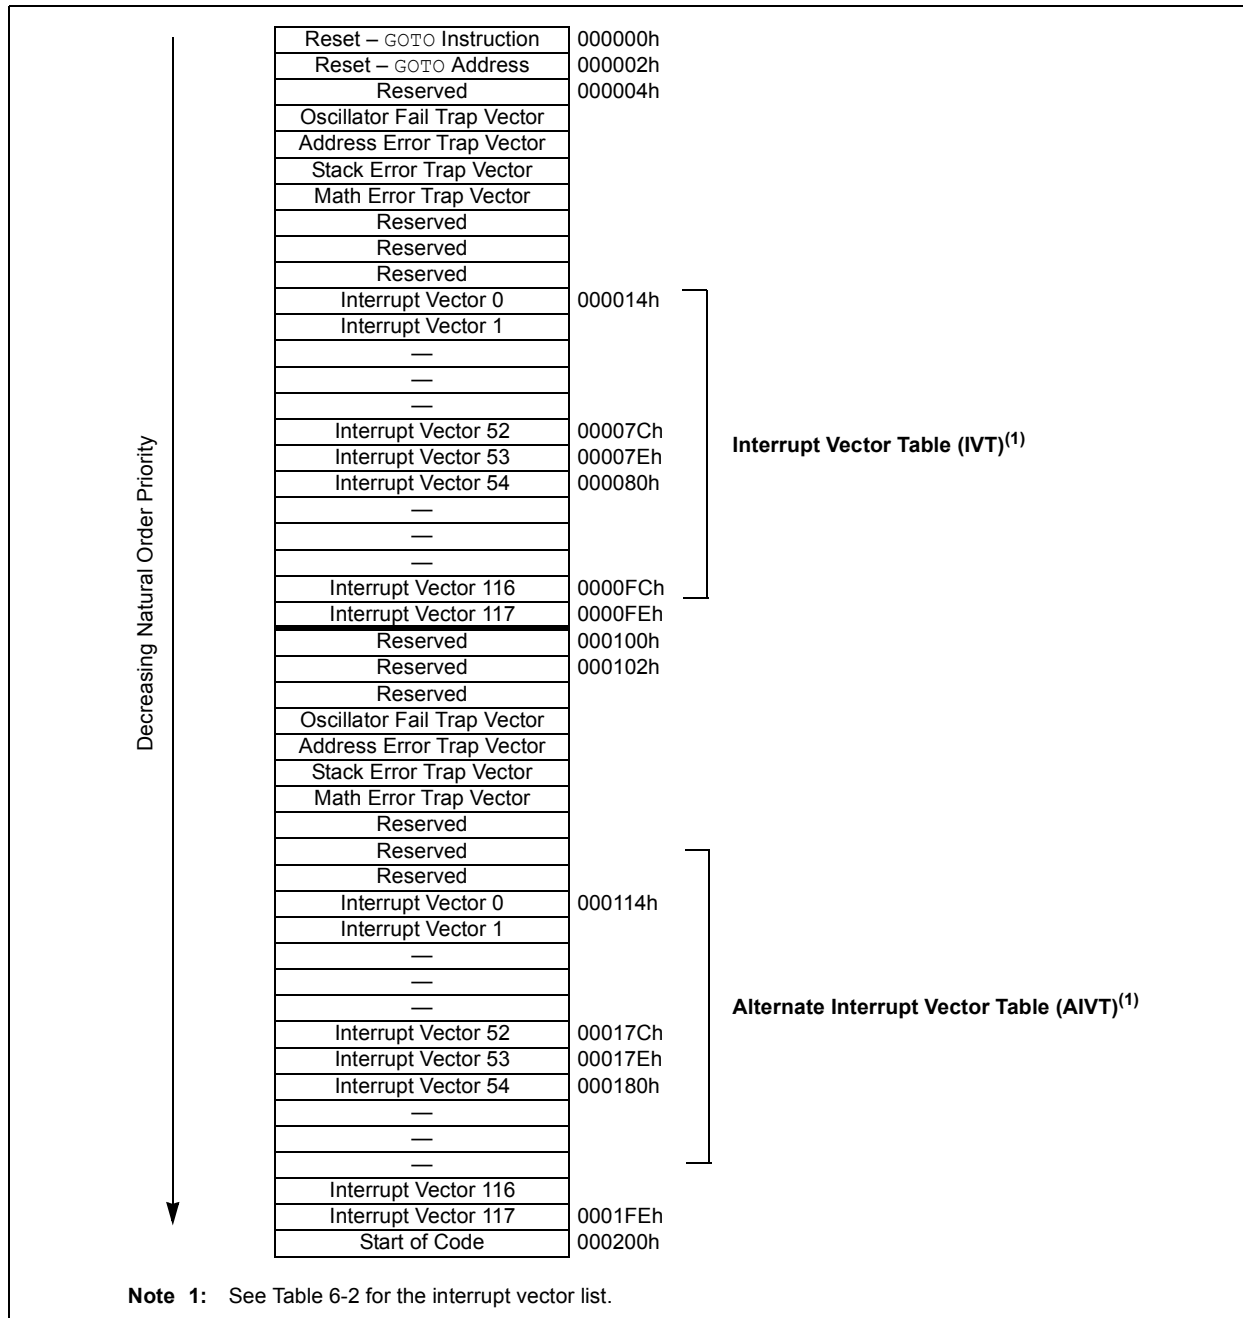 Reset – GOTO Instruction 000000h
Reset – GOTO Address 000002h
Reserved 000004h
Oscillator Fail Trap Vector
Address Error Trap Vector
Stack Error Trap Vector
Math Error Trap Vector
Reserved
Reserved
Reserved
Interrupt Vector 0 000014h
Interrupt Vector 1
—
—
—
Interrupt Vector 52 00007Ch
Interrupt Vector 53 00007Eh
Interrupt Vector 54 000080h
—
—
—
Interrupt Vector 116 0000FCh
Interrupt Vector 117 0000FEh
Reserved 000100h
Reserved 000102h
Reserved
Oscillator Fail Trap Vector
Address Error Trap Vector
Stack Error Trap Vector
Math Error Trap Vector
Reserved
Reserved
Reserved
Interrupt Vector 0 000114h
Interrupt Vector 1
—
—
—
Interrupt Vector 52 00017Ch
Interrupt Vector 53 00017Eh
Interrupt Vector 54 000180h
—
—
—
Interrupt Vector 116
Interrupt Vector 117 0001FEh
Start of Code 000200h
Decreasing Natural Order Priority
Interrupt Vector Table (IVT)(1)
Alternate Interrupt Vector Table (AIVT)(1)
Note 1: See Table 6-2 for the interrupt vector list.